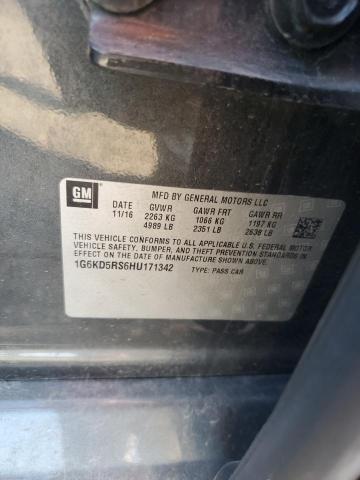 GM
MFD BY GENERAL MOTORS LLC
DATE GVWR GAWR FRT GAWR RR
11/16 2263 KG 1066 KG 1197 KG
4989 LB 2351 LB 2638 LB
THIS VEHICLE CONFORMS TO ALL APPLICABLE U.S. FEDERAL MOTOR
VEHICLE SAFETY, BUMPER, AND THEFT PREVENTION STANDARDS IN
EFFECT ON THE DATE OF MANUFACTURE SHOWN ABOVE.
1G6KD5RS6HU171342 TYPE: PASS CAR